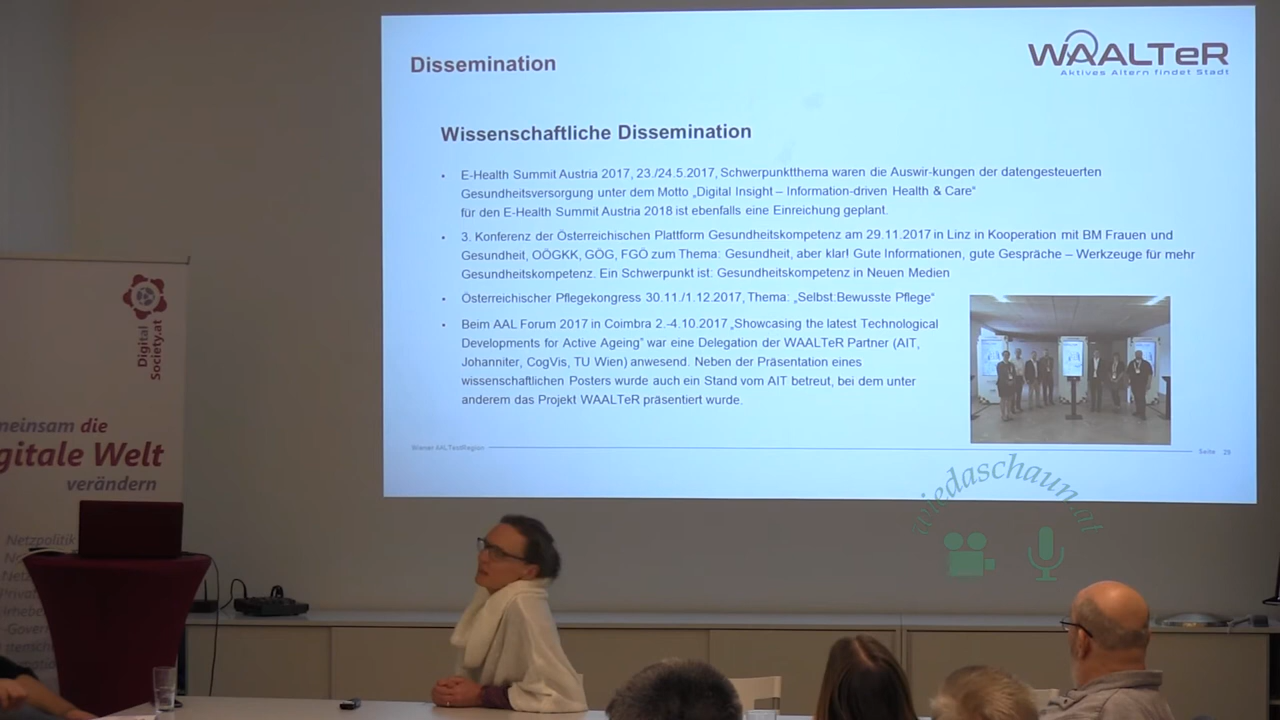 Dissemination
WAALTeR
Aktives Altern findet Stadt
Wissenschaftliche Dissemination
• E-Health Summit Austria 2017, 23./24.5.2017, Schwerpunktthema waren die Auswir-kungen der datengesteuerten
Gesundheitsversorgung unter dem Motto „Digital Insight – Information-driven Health & Care“
für den E-Health Summit Austria 2018 ist ebenfalls eine Einreichung geplant.
• 3. Konferenz der Österreichischen Plattform Gesundheitskompetenz am 29.11.2017 in Linz in Kooperation mit BM Frauen und
Gesundheit, OÖGKK, GÖG, FGÖ zum Thema: Gesundheit, aber klar! Gute Informationen, gute Gespräche – Werkzeuge für mehr
Gesundheitskompetenz. Ein Schwerpunkt ist: Gesundheitskompetenz in Neuen Medien
• Österreichischer Pflegekongress 30.11./1.12.2017, Thema: „Selbst:Bewusste Pflege“
• Beim AAL Forum 2017 in Coimbra 2.-4.10.2017 „Showcasing the latest Technological
Developments for Active Ageing” war eine Delegation der WAALTeR Partner (AIT,
Johanniter, CogVis, TU Wien) anwesend. Neben der Präsentation eines
wissenschaftlichen Posters wurde auch ein Stand vom AIT betreut, bei dem unter
anderem das Projekt WAALTeR präsentiert wurde.
Wiener AALTestRegion
Seite 29
Digital
Society.at
meinsam die
gitale Welt
verändern
Netzpolitik
wiedaschaun.at